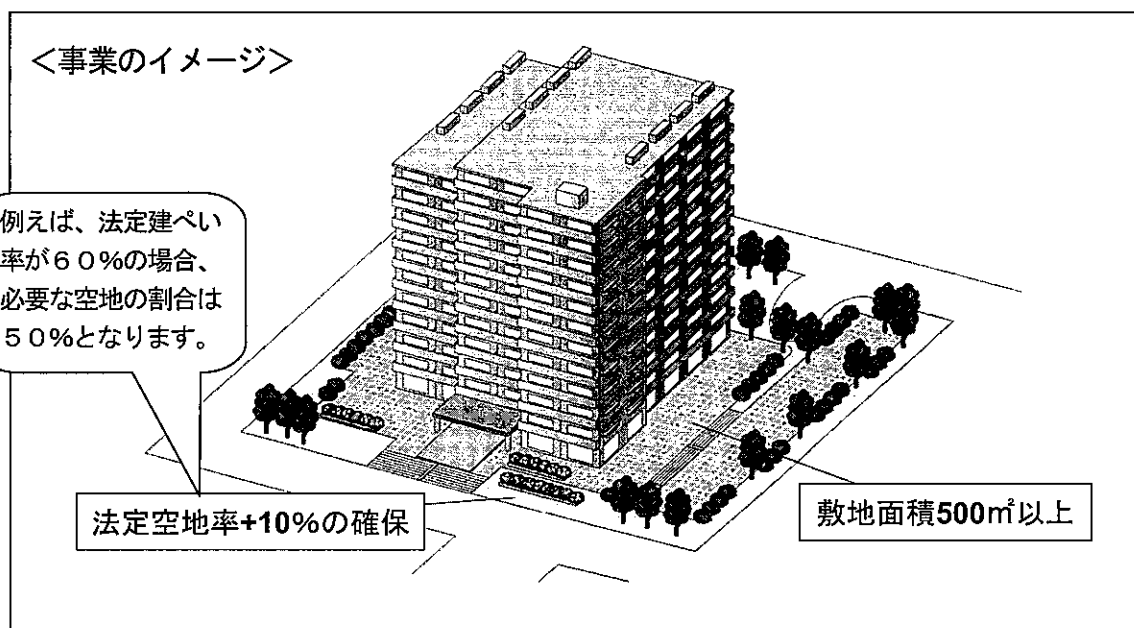 ＜事業のイメージ＞
例えば、法定建ぺい
率が６０％の場合、
必要な空地の割合は
５０％となります。
法定空地率+10%の確保
敷地面積500㎡以上